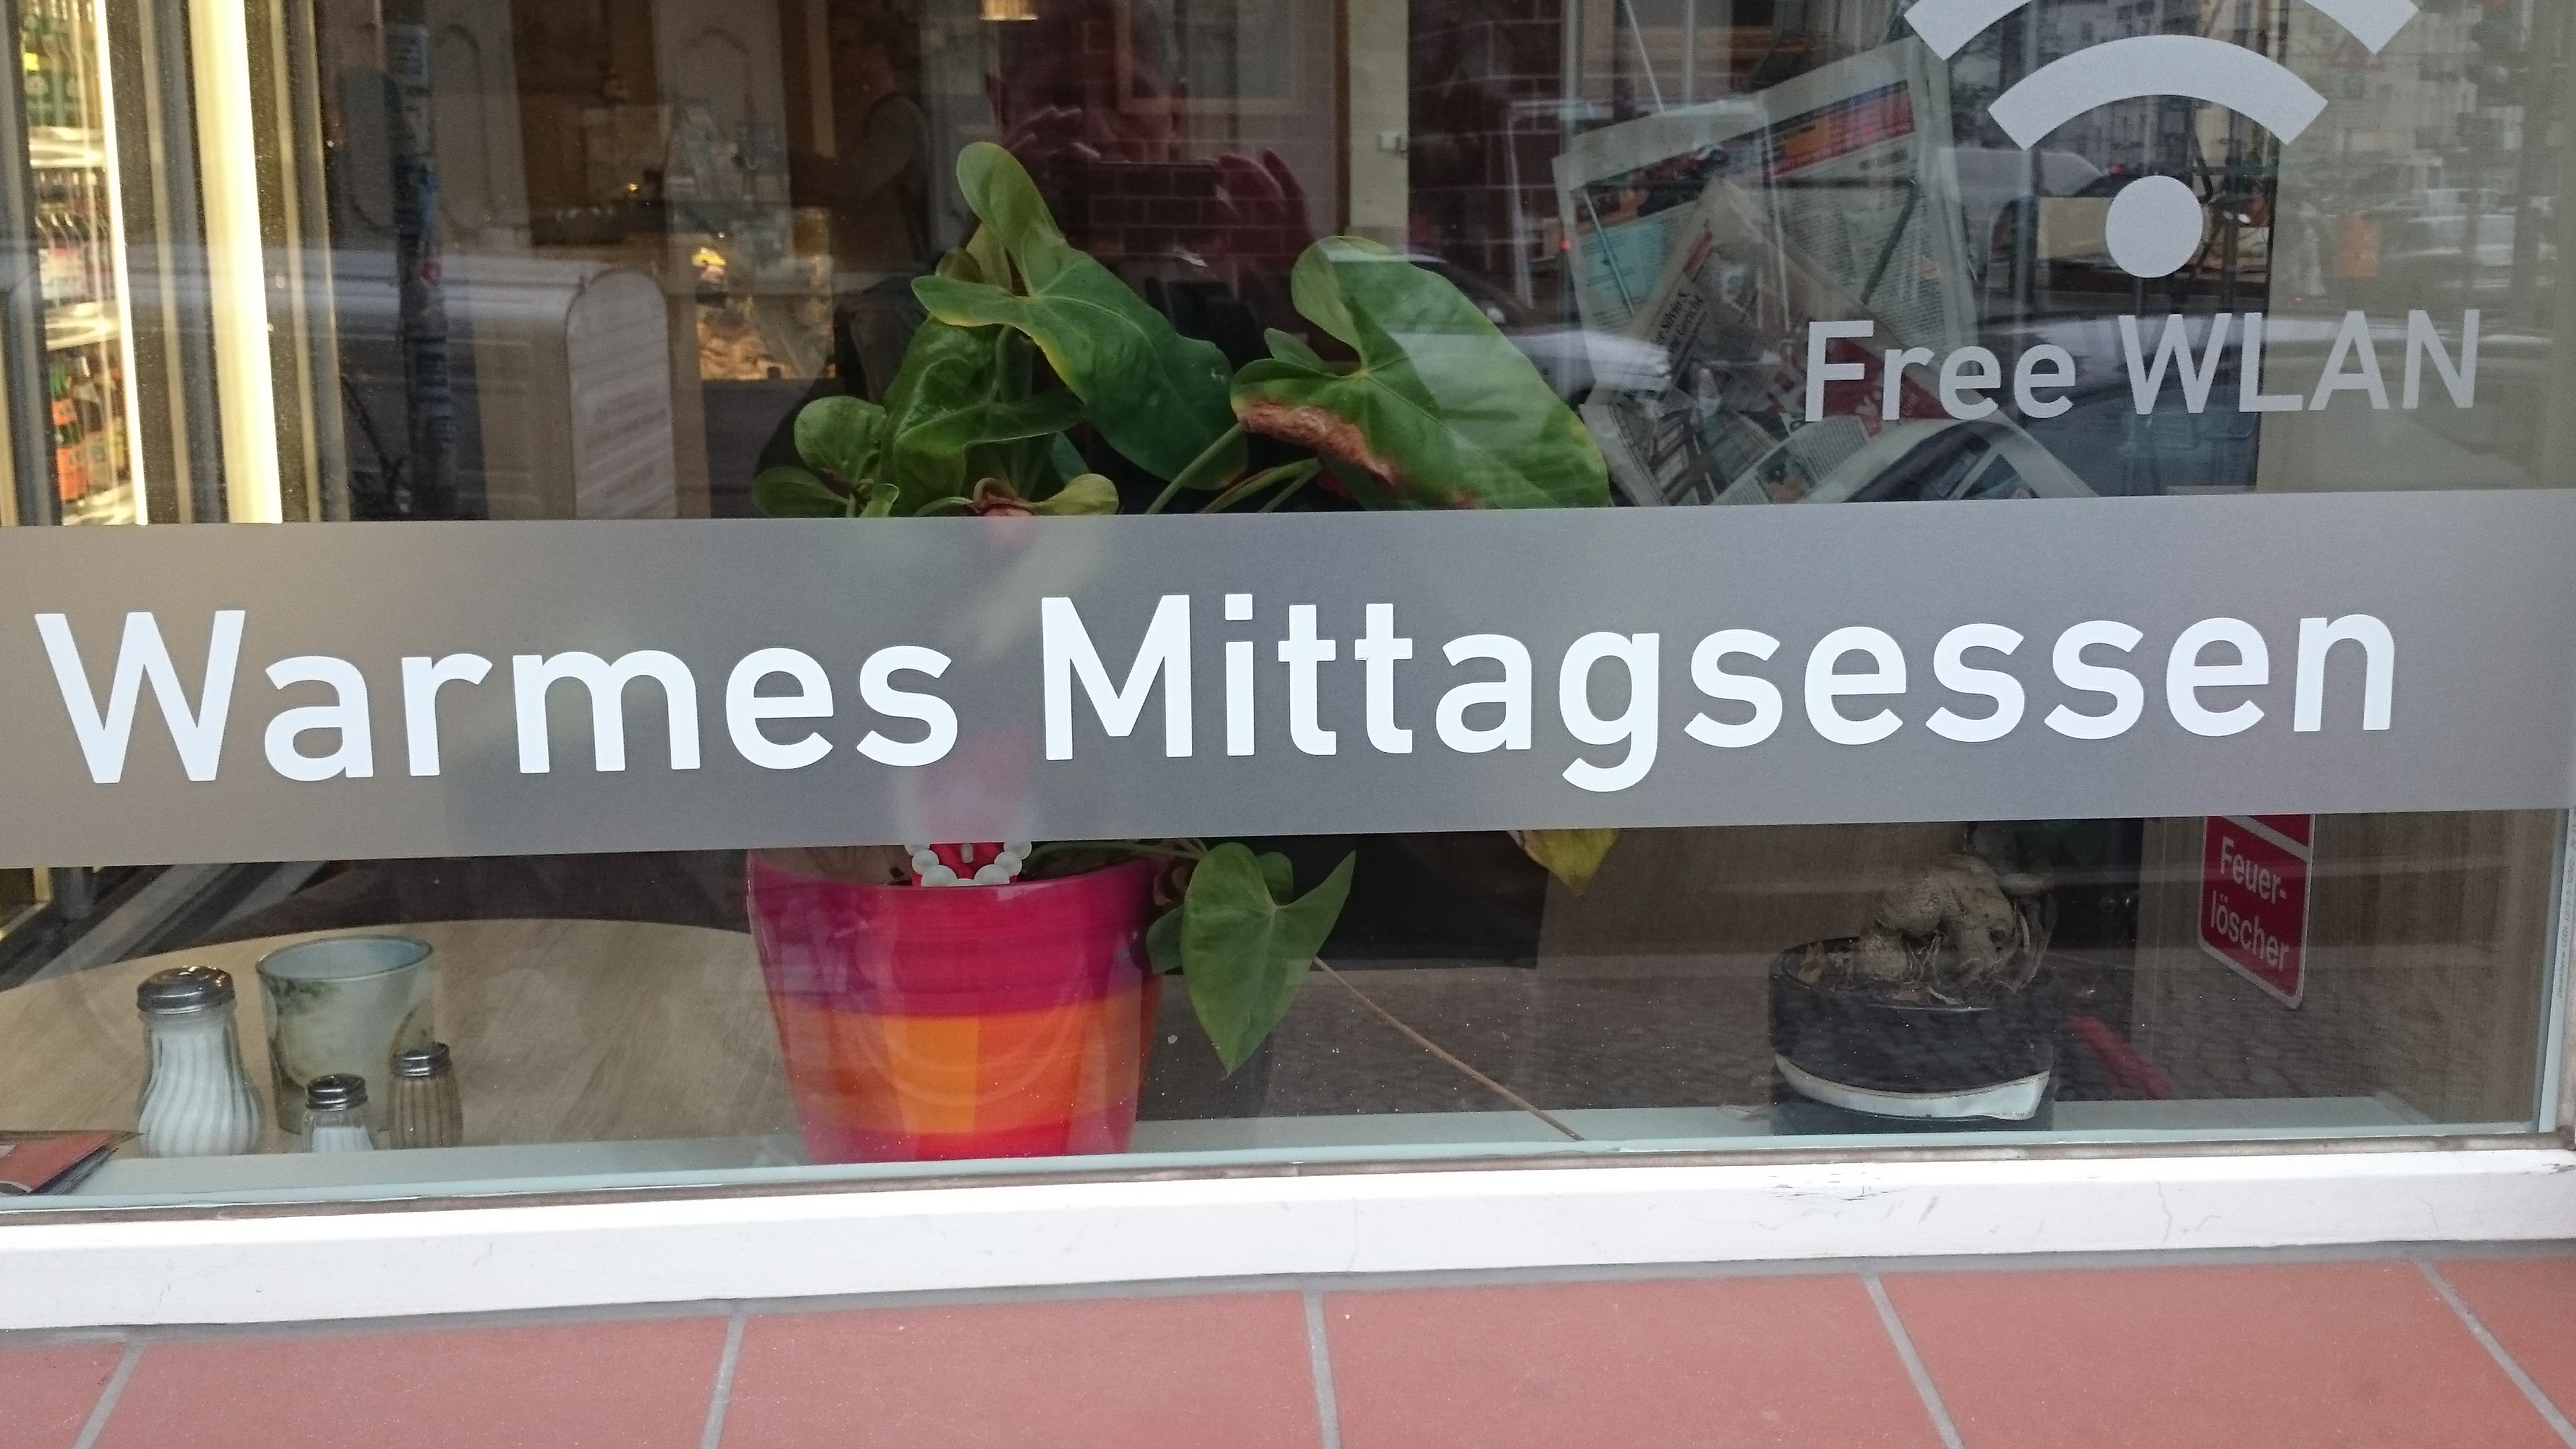 Free WLAN
Warmes Mittagsessen
Feuer-
löscher